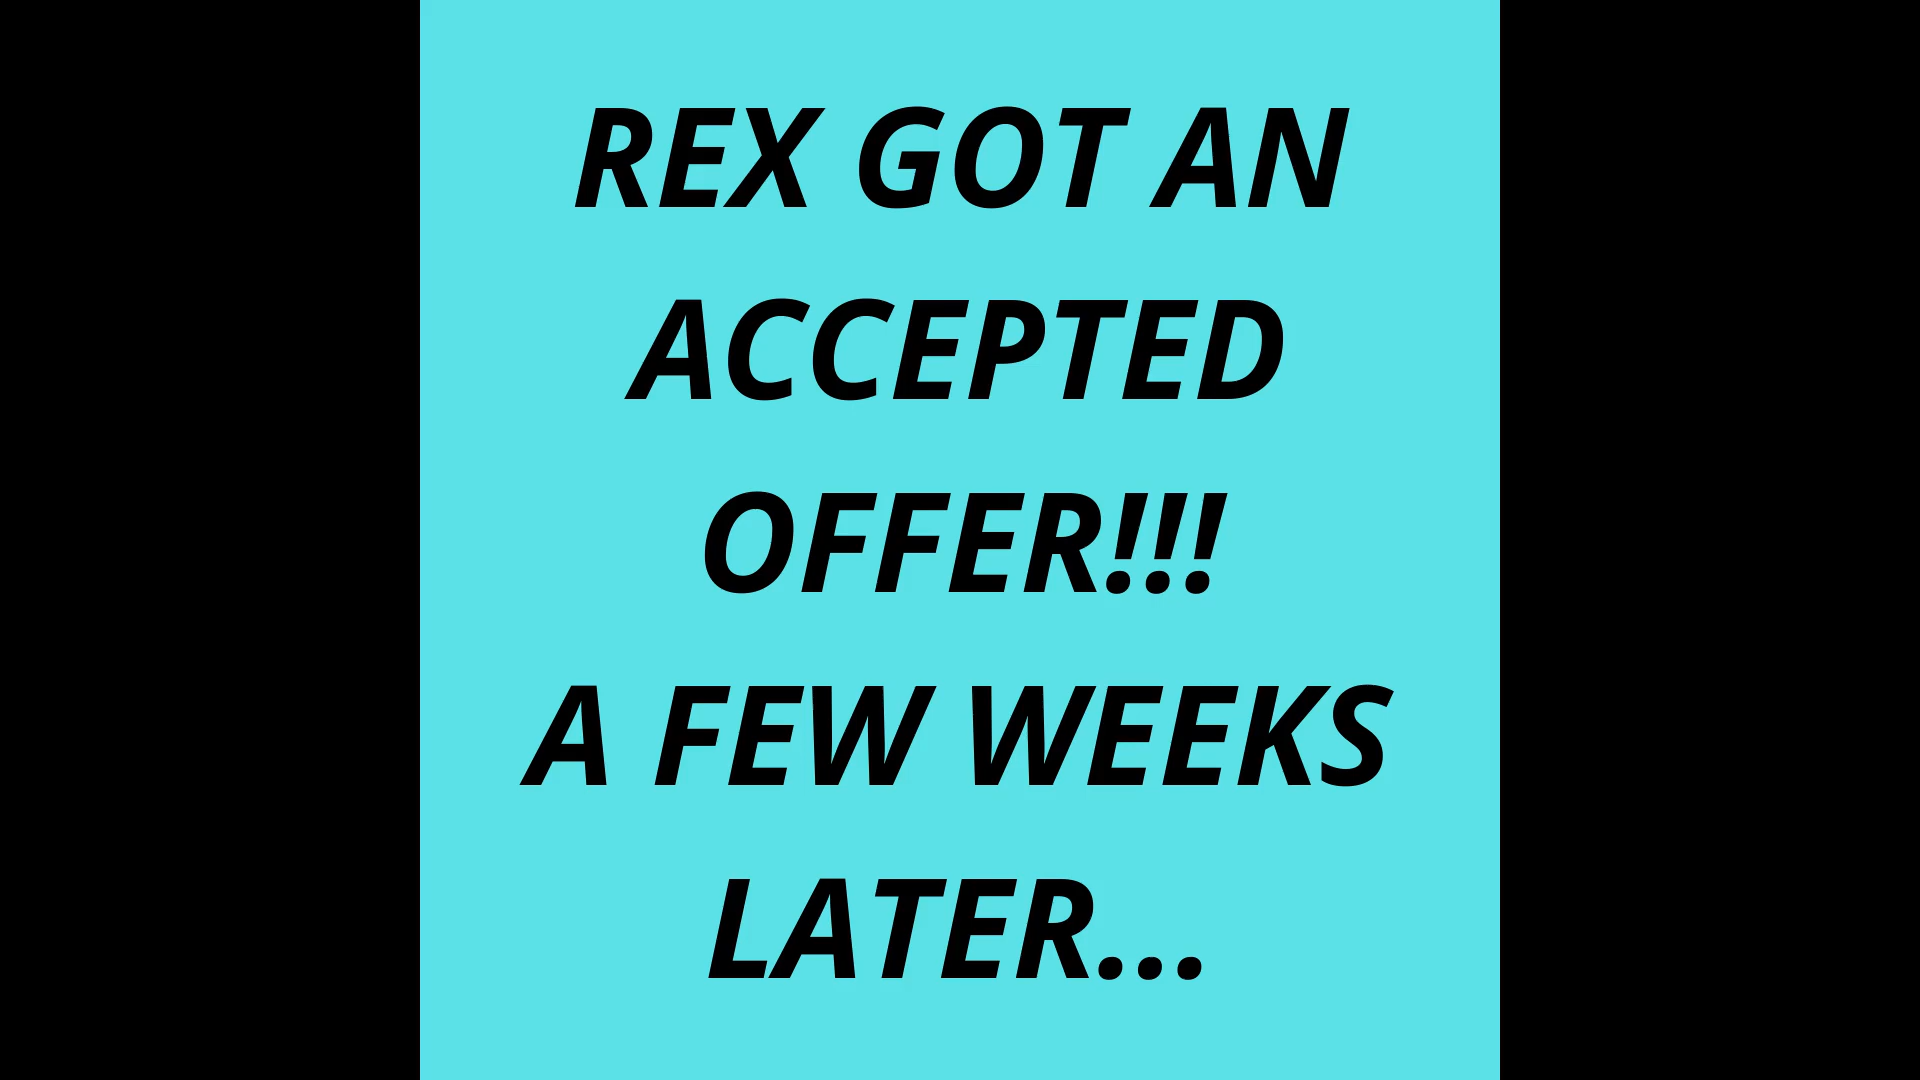 REX GOT AN
ACCEPTED
OFFER!!!
A FEW WEEKS
LATER...